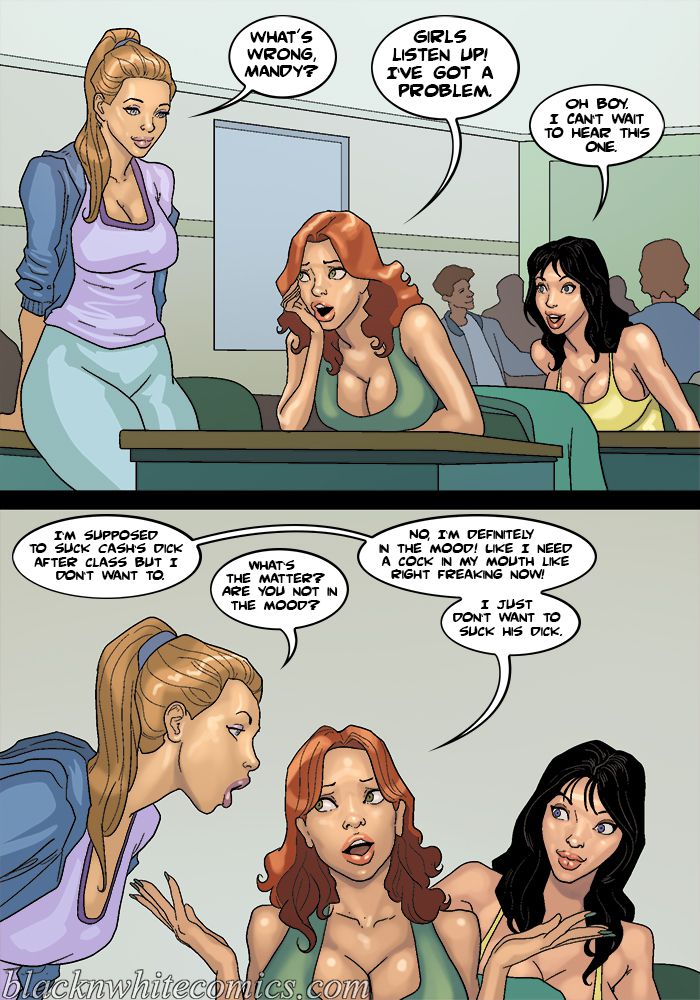 WHAT'S
WRONG,
MANDY?
GIRLS
LISTEN UP!
I'VE GOT A
PROBLEM.
OH BOY.
I CAN'T WAIT
TO HEAR THIS
ONE.
I'M SUPPOSED
TO SUCK CASH'S DICK
AFTER CLASS BUT I
DON'T WANT TO.
WHAT'S
THE MATTER?
ARE YOU NOT IN
THE MOOD?
NO, I'M DEFINITELY
IN THE MOOD! LIKE I NEED
A COCK IN MY MOUTH LIKE
RIGHT FREAKING NOW!
I JUST
DON'T WANT TO
SUCK HIS DICK.
blacknwhitecomics.com